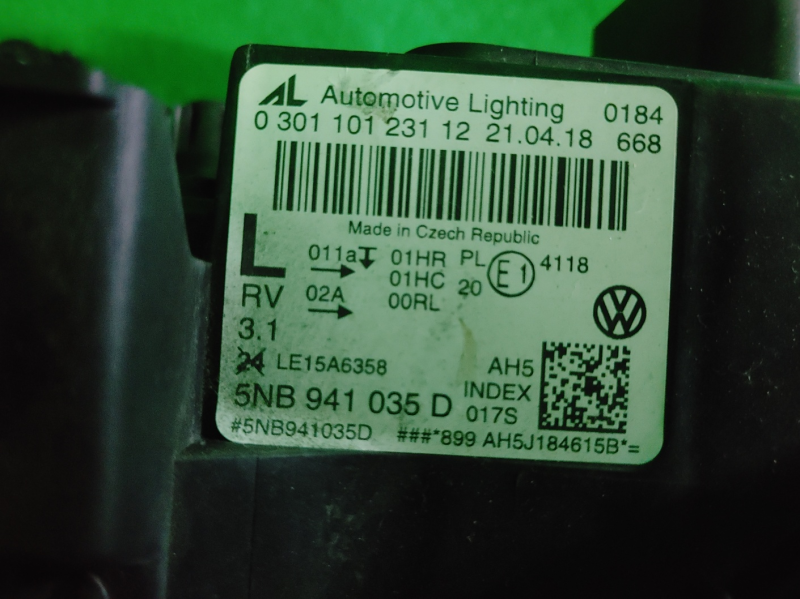 AL Automotive Lighting 0184
0 301 101 231 12 21.04.18 668
Made in Czech Republic
L 011a 01HR PL E1 4118
01HC 20
RV 02A 00RL
3.1
24 LE15A6358 AH5
5NB 941 035 D INDEX 017S
#5NB941035D ###*899 AH5J184615B*=
VW